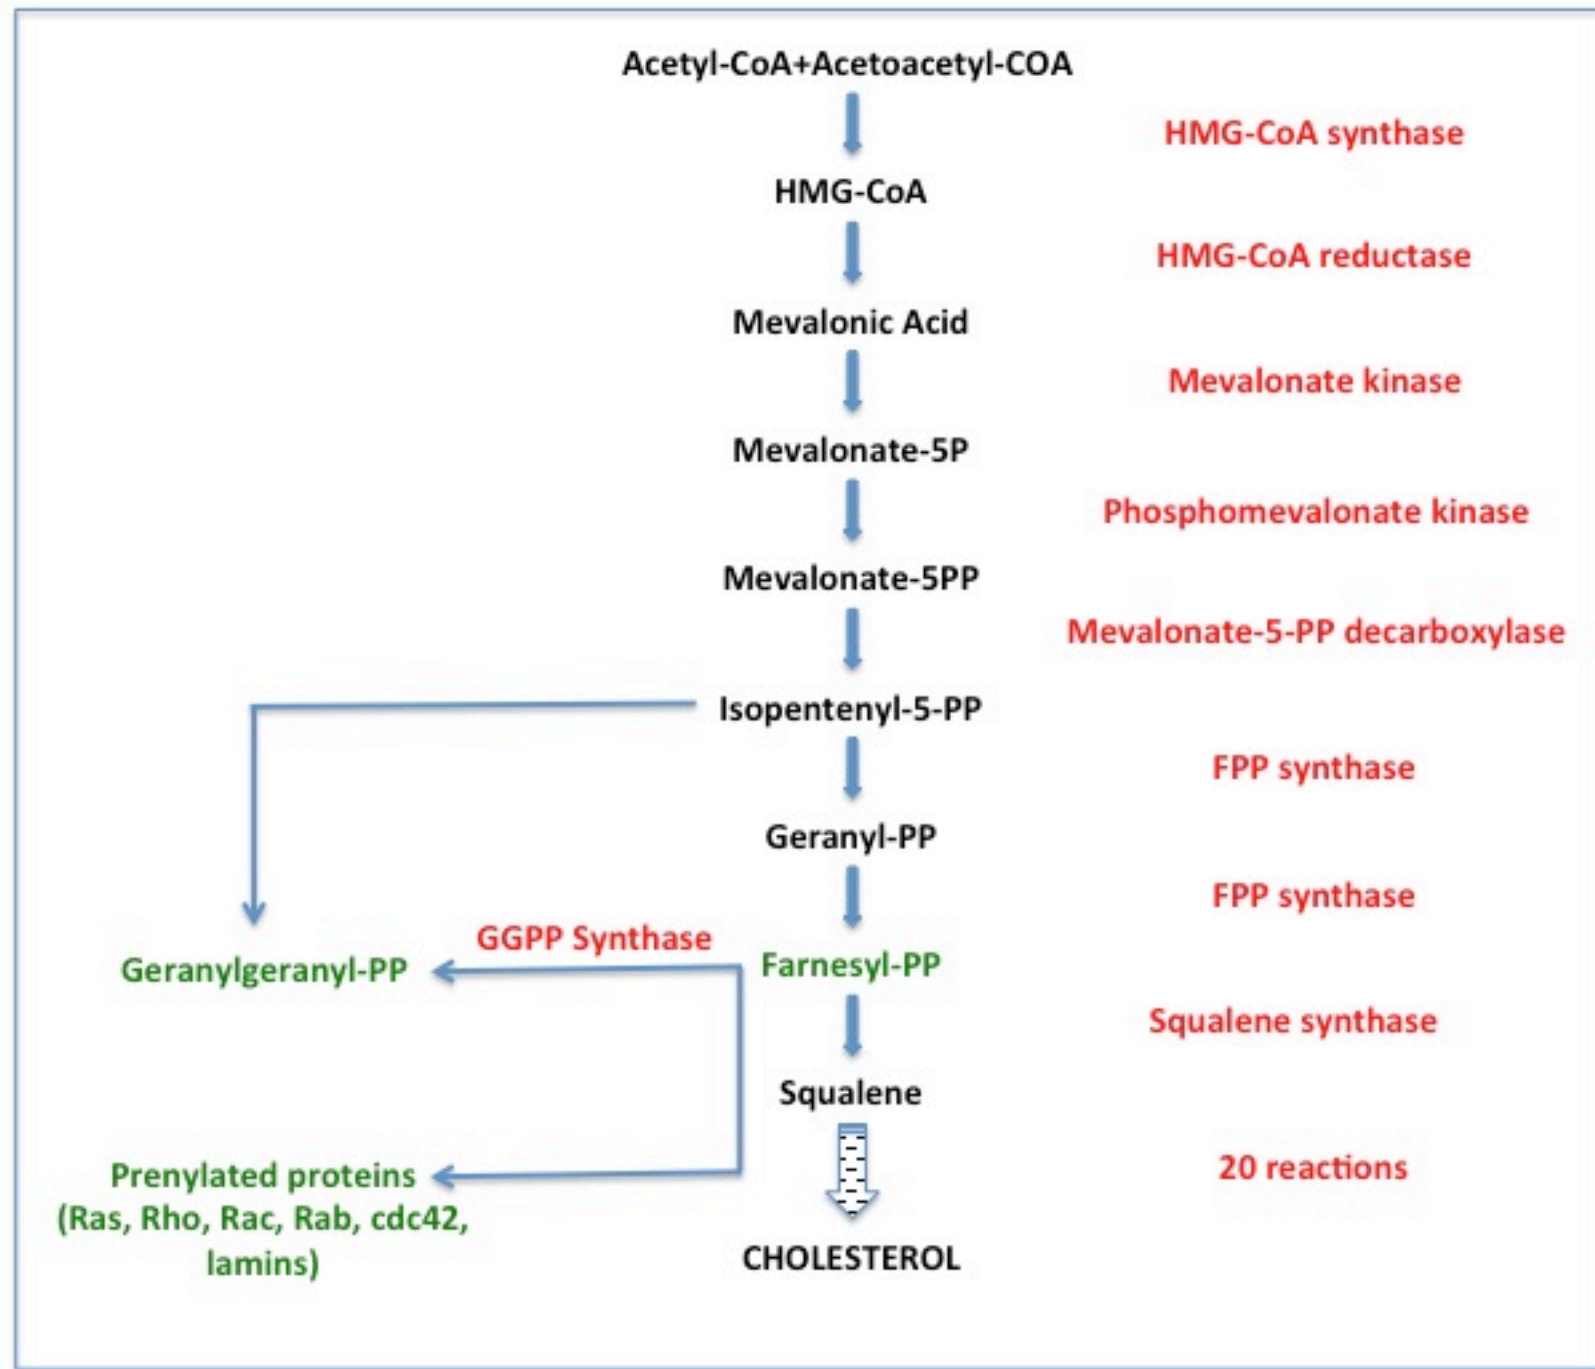 Acetyl-CoA+Acetoacetyl-COA
HMG-CoA synthase
HMG-CoA
HMG-CoA reductase
Mevalonic Acid
Mevalonate kinase
Mevalonate-5P
Phosphomevalonate kinase
Mevalonate-5PP
Mevalonate-5-PP decarboxylase
Isopentenyl-5-PP
FPP synthase
Geranyl-PP
FPP synthase
GGPP Synthase
Geranylgeranyl-PP
Farnesyl-PP
Squalene synthase
Squalene
20 reactions
Prenylated proteins
(Ras, Rho, Rac, Rab, cdc42,
lamins)
CHOLESTEROL